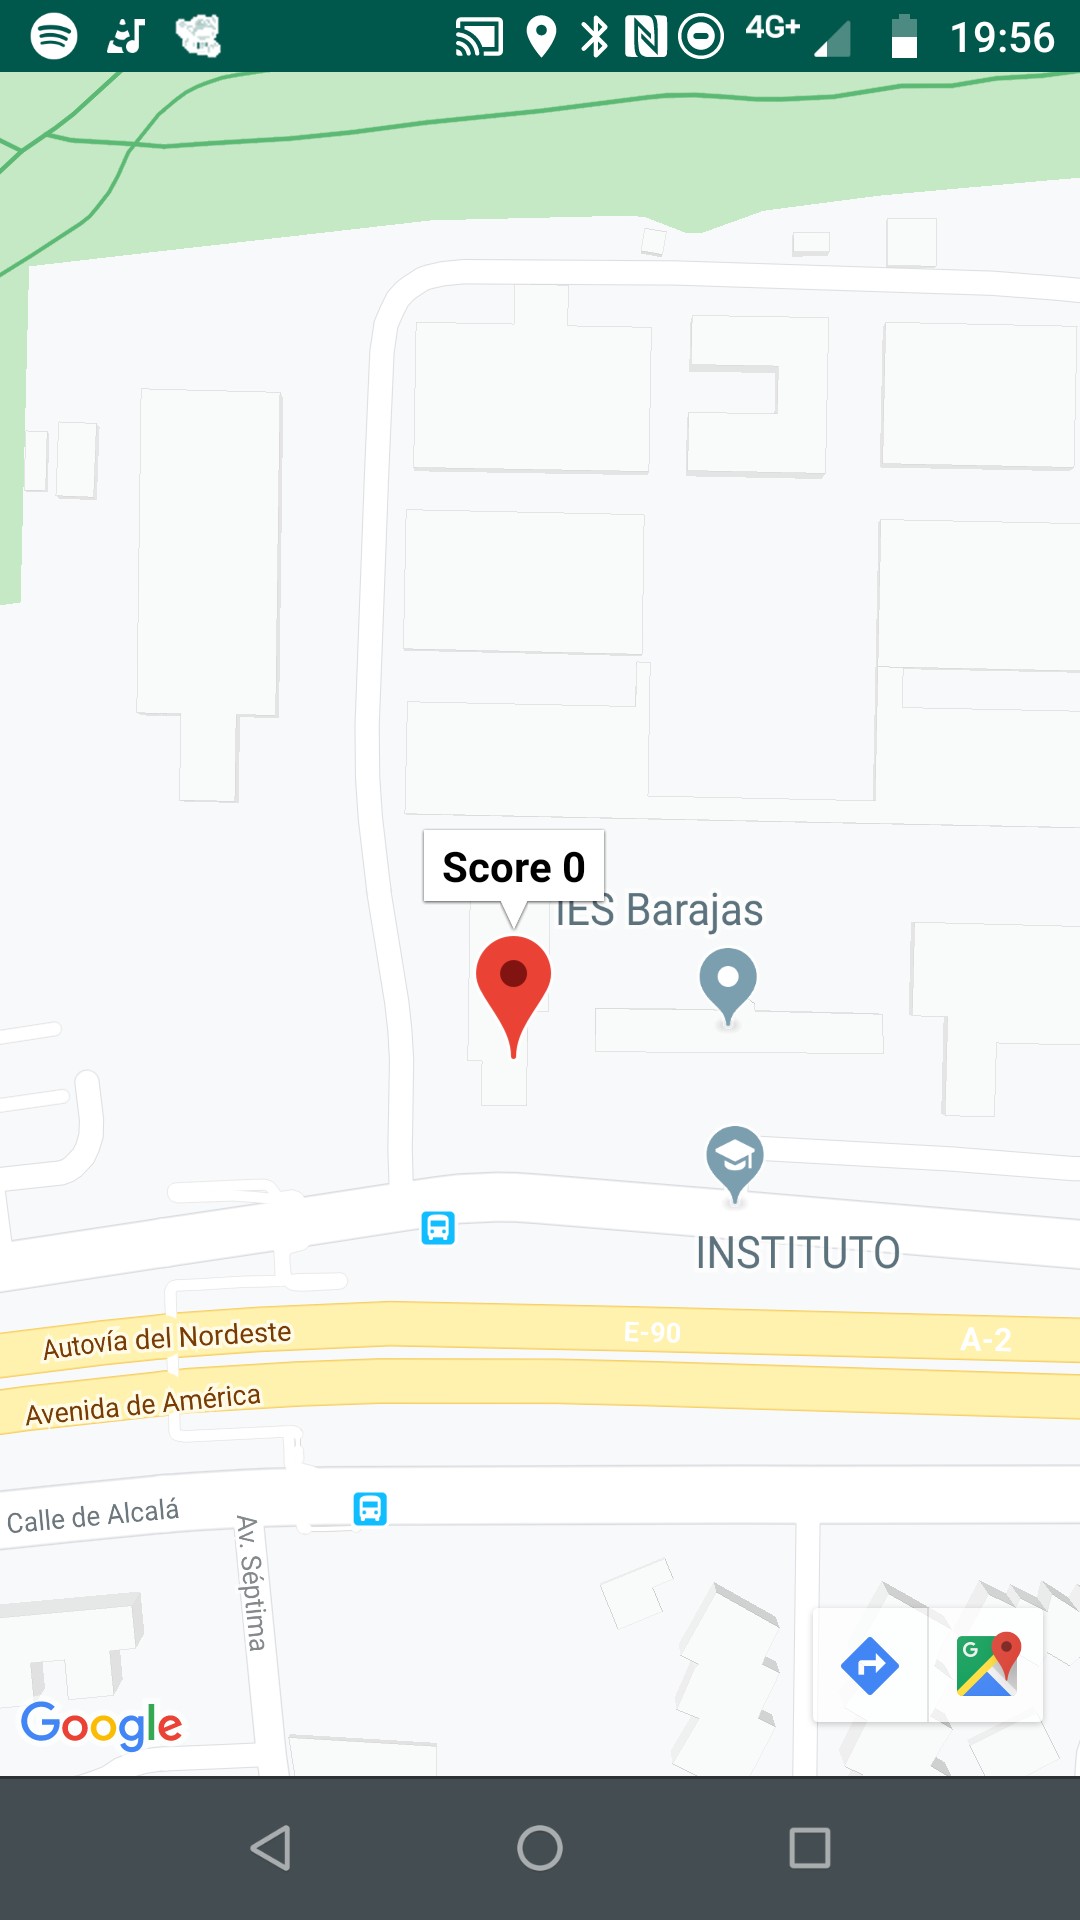 4G+ 19:56
Score 0
IES Barajas
INSTITUTO
Autovía del Nordeste
E-90
A-2
Avenida de América
Calle de Alcalá
Av. Séptima
G
Google